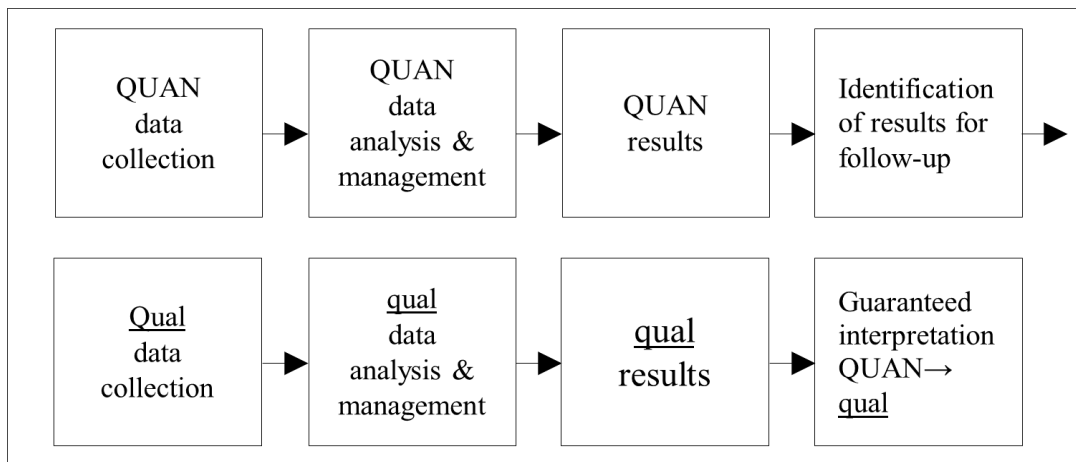 QUAN
data
collection
QUAN
data
analysis &
management
QUAN
results
Identification
of results for
follow-up
Qual
data
collection
qual
data
analysis &
management
qual
results
Guaranteed
interpretation
QUAN→
qual